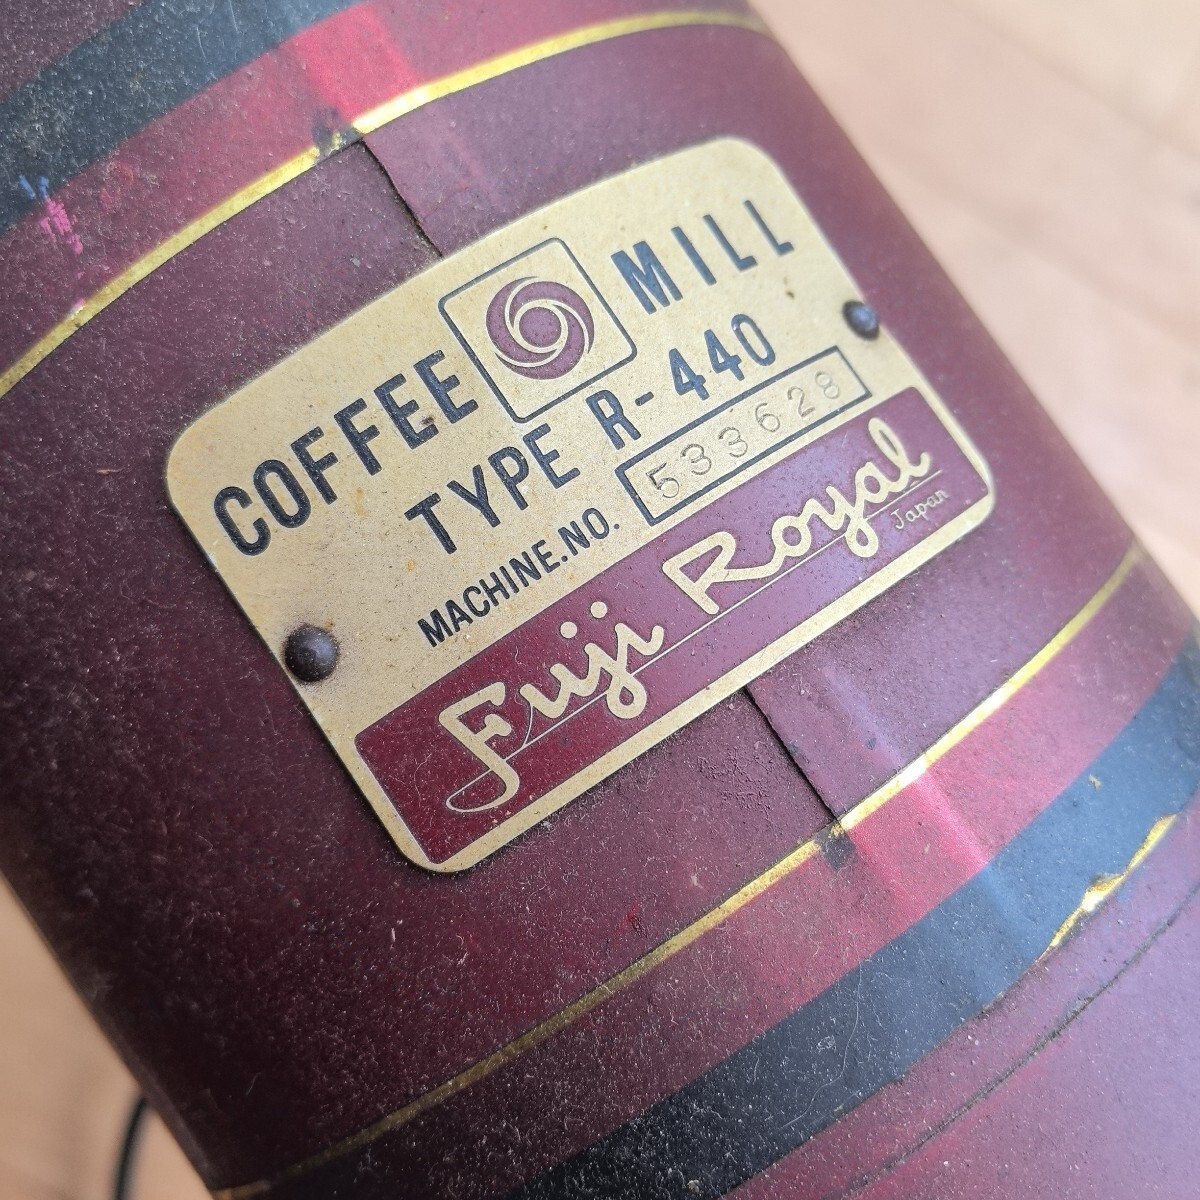 COFFEE MILL
TYPE R-440
MACHINE.NO. 533628
Fuji Royal
Japan